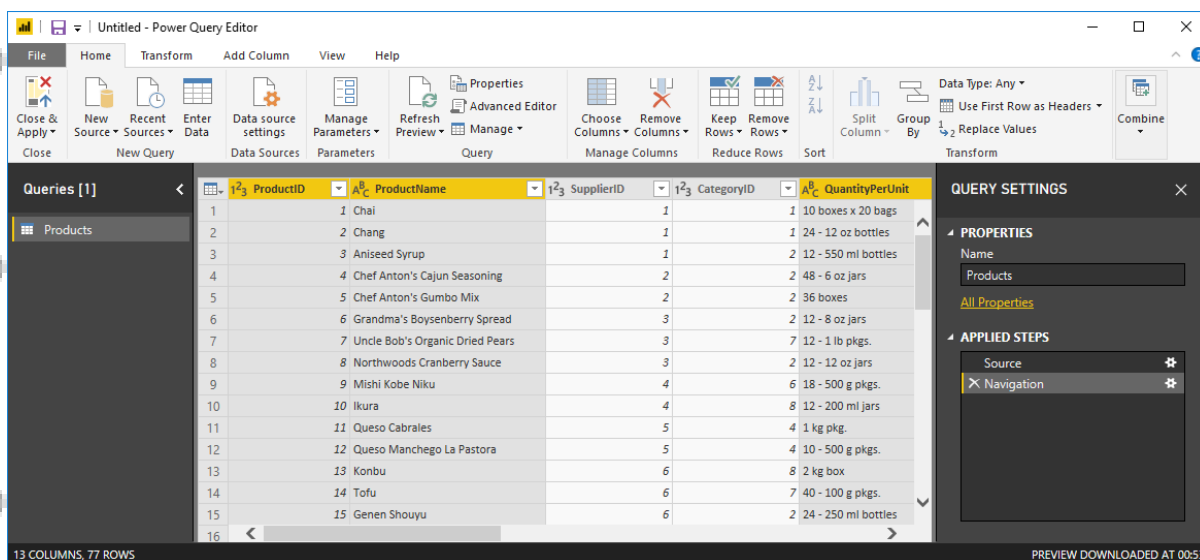 Untitled - Power Query Editor
File Home Transform Add Column View Help
Close & Apply
New Source
Recent Sources
Enter Data
Data source settings
Manage Parameters
Refresh Preview
Properties
Advanced Editor
Manage
Choose Columns
Remove Columns
Keep Rows
Remove Rows
Split Column
Group By
Data Type: Any
Use First Row as Headers
Replace Values
Combine
Close New Query Data Sources Parameters Query Manage Columns Reduce Rows Sort Transform
Queries [1]
Products
ProductID ProductName SupplierID CategoryID QuantityPerUnit
1 1 Chai 1 1 10 boxes x 20 bags
2 2 Chang 1 1 24 - 12 oz bottles
3 3 Aniseed Syrup 1 2 12 - 550 ml bottles
4 4 Chef Anton's Cajun Seasoning 2 2 48 - 6 oz jars
5 5 Chef Anton's Gumbo Mix 2 2 36 boxes
6 6 Grandma's Boysenberry Spread 3 2 12 - 8 oz jars
7 7 Uncle Bob's Organic Dried Pears 3 7 12 - 1 lb pkgs.
8 8 Northwoods Cranberry Sauce 3 2 12 - 12 oz jars
9 9 Mishi Kobe Niku 4 6 18 - 500 g pkgs.
10 10 Ikura 4 8 12 - 200 ml jars
11 11 Queso Cabrales 5 4 1 kg pkg.
12 12 Queso Manchego La Pastora 5 4 10 - 500 g pkgs.
13 13 Konbu 6 8 2 kg box
14 14 Tofu 6 7 40 - 100 g pkgs.
15 15 Genen Shouyu 6 2 24 - 250 ml bottles
16
QUERY SETTINGS
PROPERTIES
Name
Products
All Properties
APPLIED STEPS
Source
Navigation
13 COLUMNS, 77 ROWS
PREVIEW DOWNLOADED AT 00:5